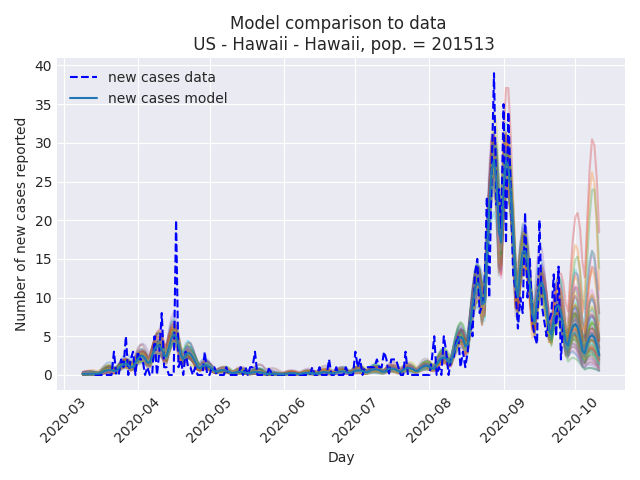 Model comparison to data
US - Hawaii - Hawaii, pop. = 201513
new cases data
new cases model
Number of new cases reported
40
35
30
25
20
15
10
5
0
2020-03
2020-04
2020-05
2020-06
2020-07
2020-08
2020-09
2020-10
Day